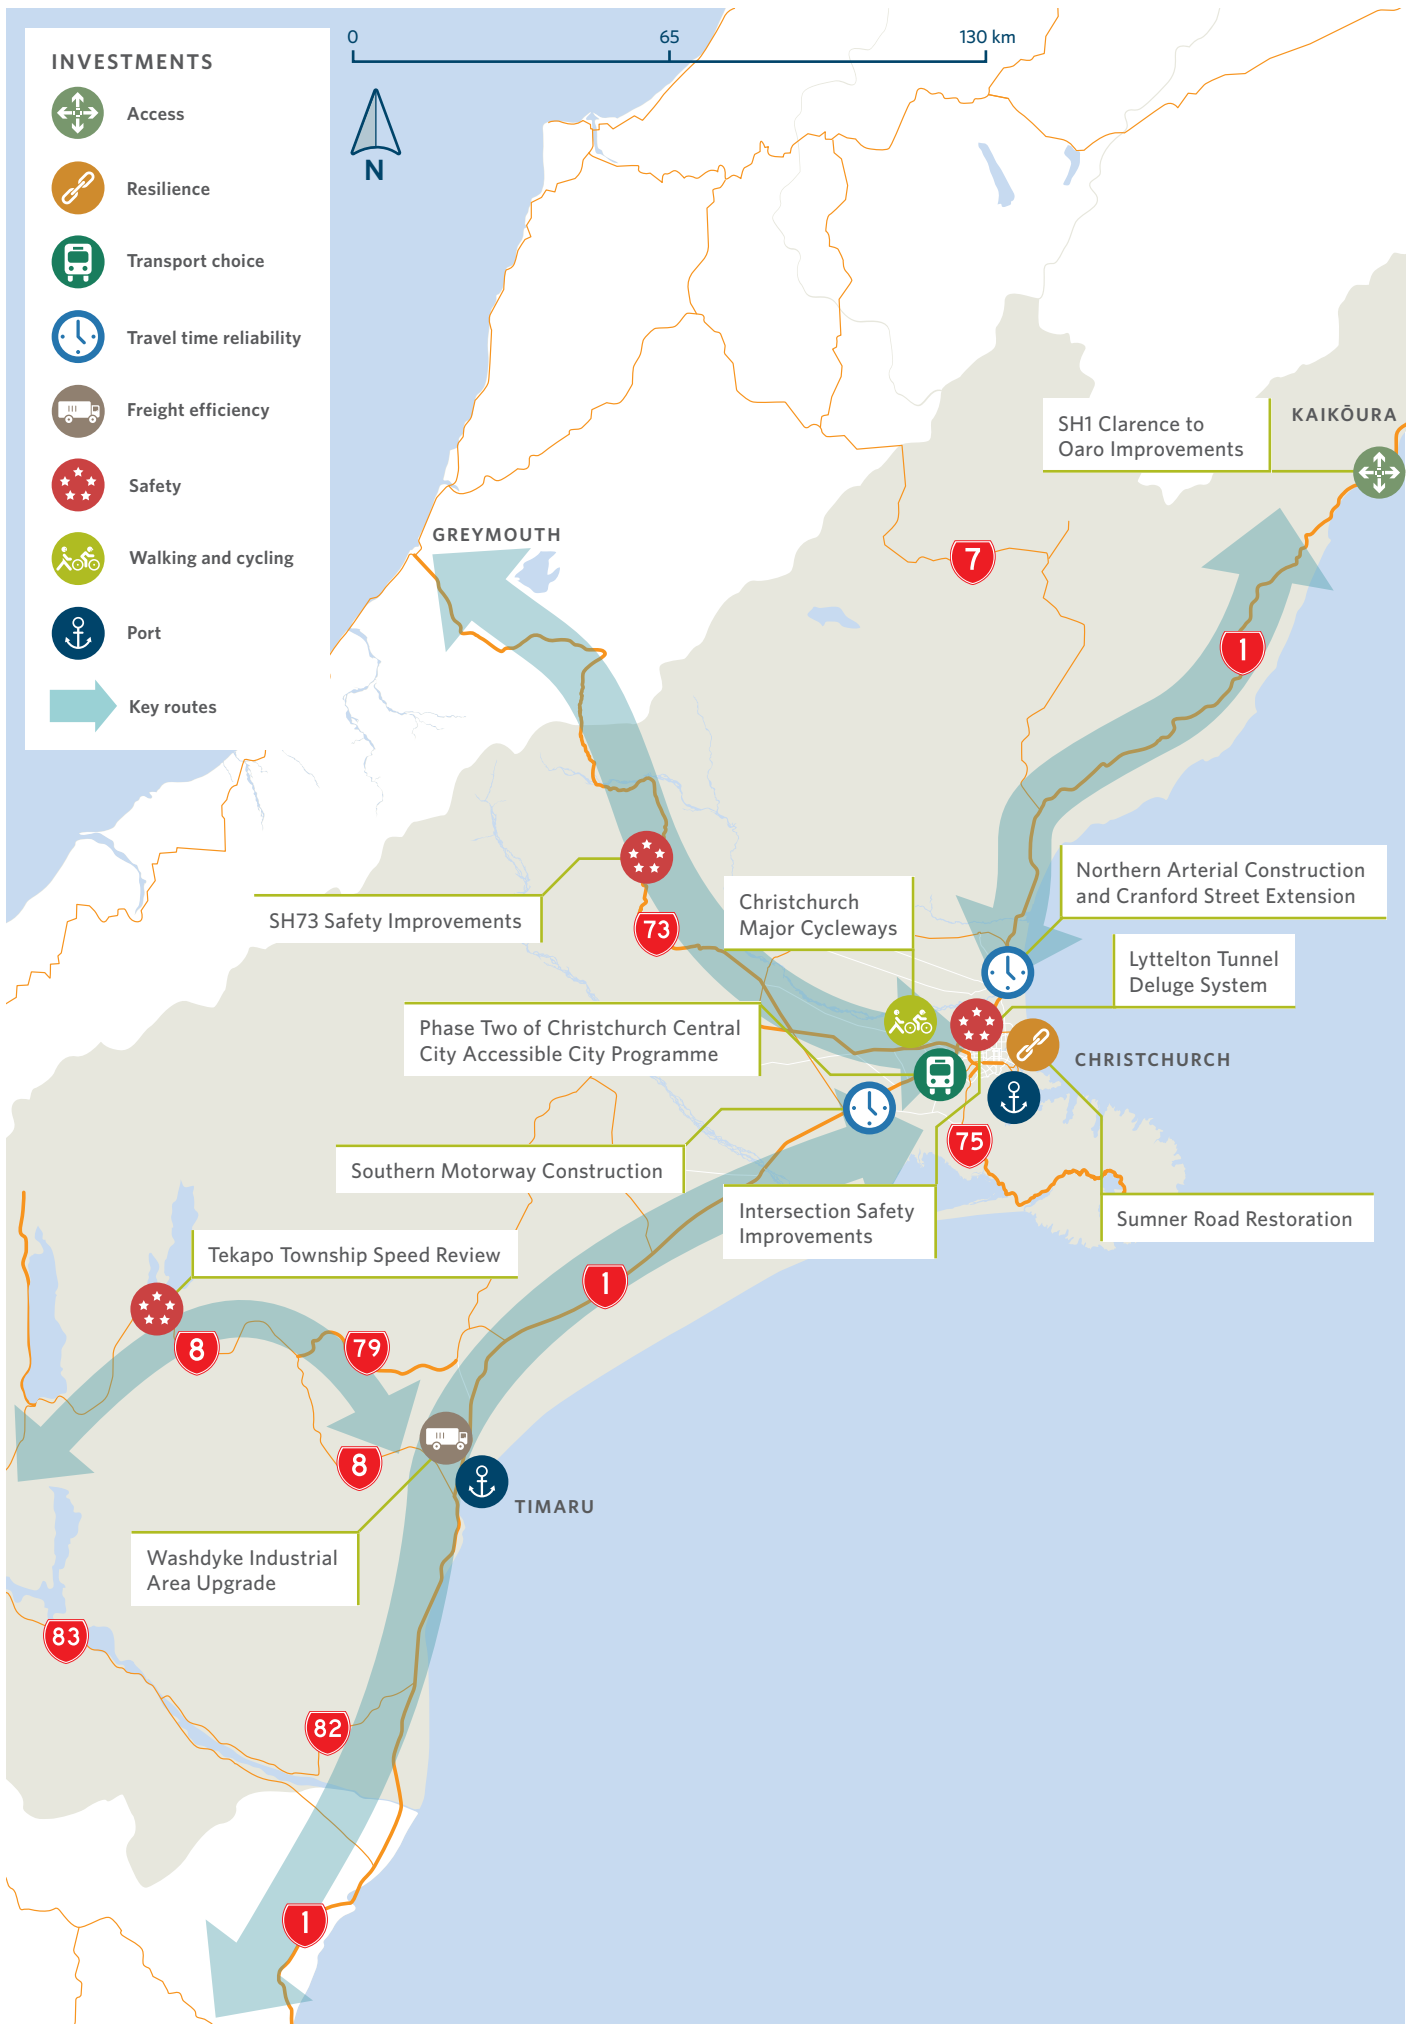 INVESTMENTS
Access
Resilience
Transport choice
Travel time reliability
Freight efficiency
Safety
Walking and cycling
Port
Key routes
0
65
130 km
N
KAIKŌURA
SH1 Clarence to
Oaro Improvements
GREYMOUTH
7
1
Northern Arterial Construction
and Cranford Street Extension
Christchurch
Major Cycleways
SH73 Safety Improvements
73
Lyttelton Tunnel
Deluge System
Phase Two of Christchurch Central
City Accessible City Programme
CHRISTCHURCH
75
Southern Motorway Construction
Intersection Safety
Improvements
Sumner Road Restoration
Tekapo Township Speed Review
1
8
79
8
TIMARU
Washdyke Industrial
Area Upgrade
83
82
1